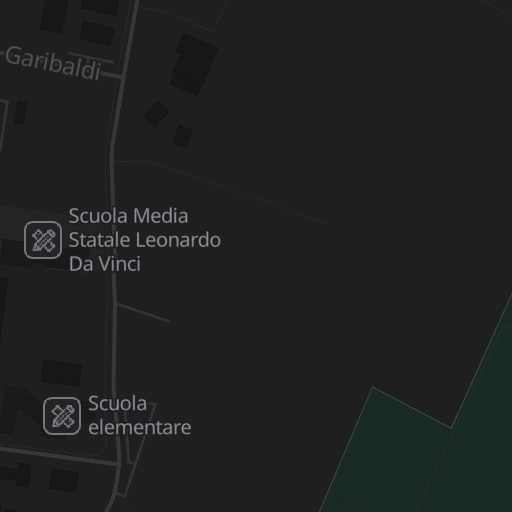 Garibaldi
Scuola Media
Statale Leonardo
Da Vinci
Scuola
elementare